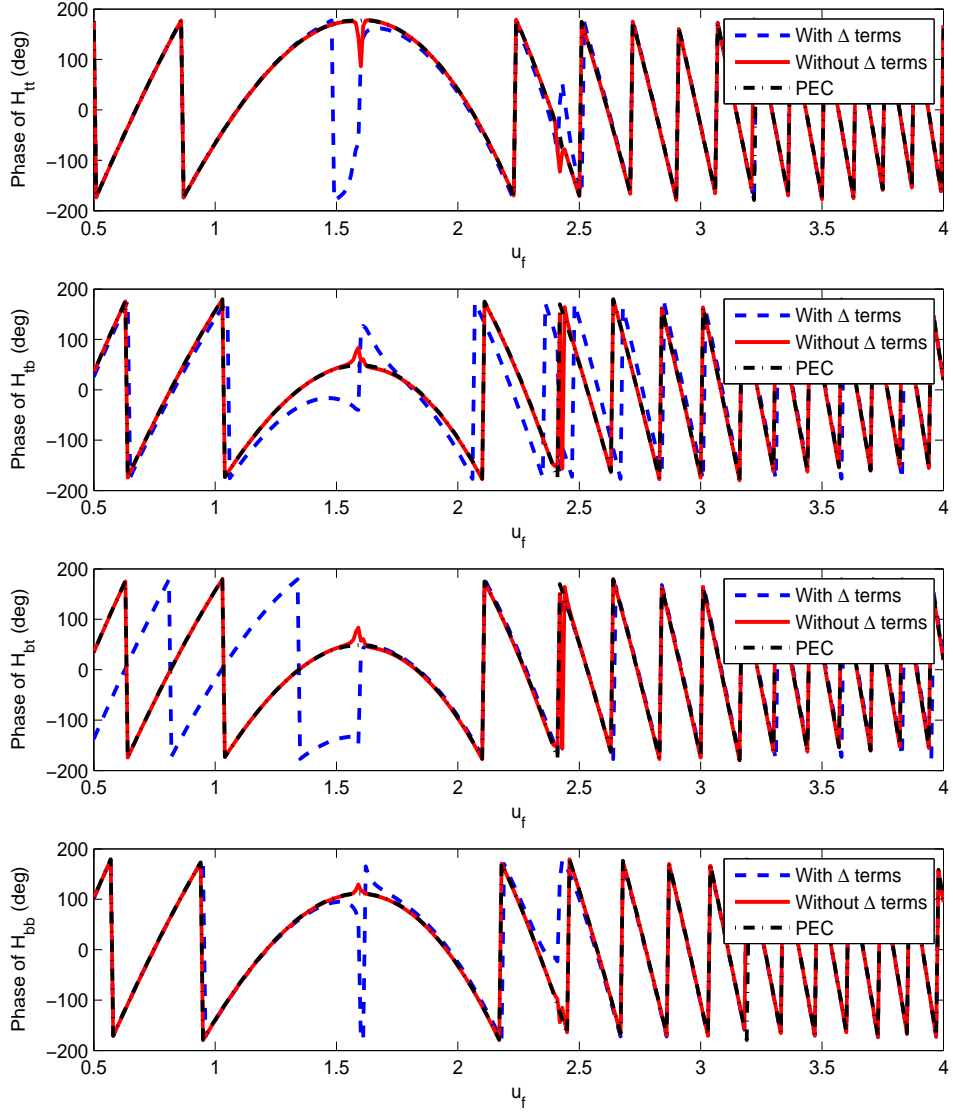 200
100
0
−100
−200
Phase of H_tt (deg)
With Δ terms
Without Δ terms
PEC
0.5 1 1.5 2 2.5 3 3.5 4
u_f
200
100
0
−100
−200
Phase of H_tb (deg)
With Δ terms
Without Δ terms
PEC
0.5 1 1.5 2 2.5 3 3.5 4
u_f
200
100
0
−100
−200
Phase of H_bt (deg)
With Δ terms
Without Δ terms
PEC
0.5 1 1.5 2 2.5 3 3.5 4
u_f
200
100
0
−100
−200
Phase of H_bb (deg)
With Δ terms
Without Δ terms
PEC
0.5 1 1.5 2 2.5 3 3.5 4
u_f